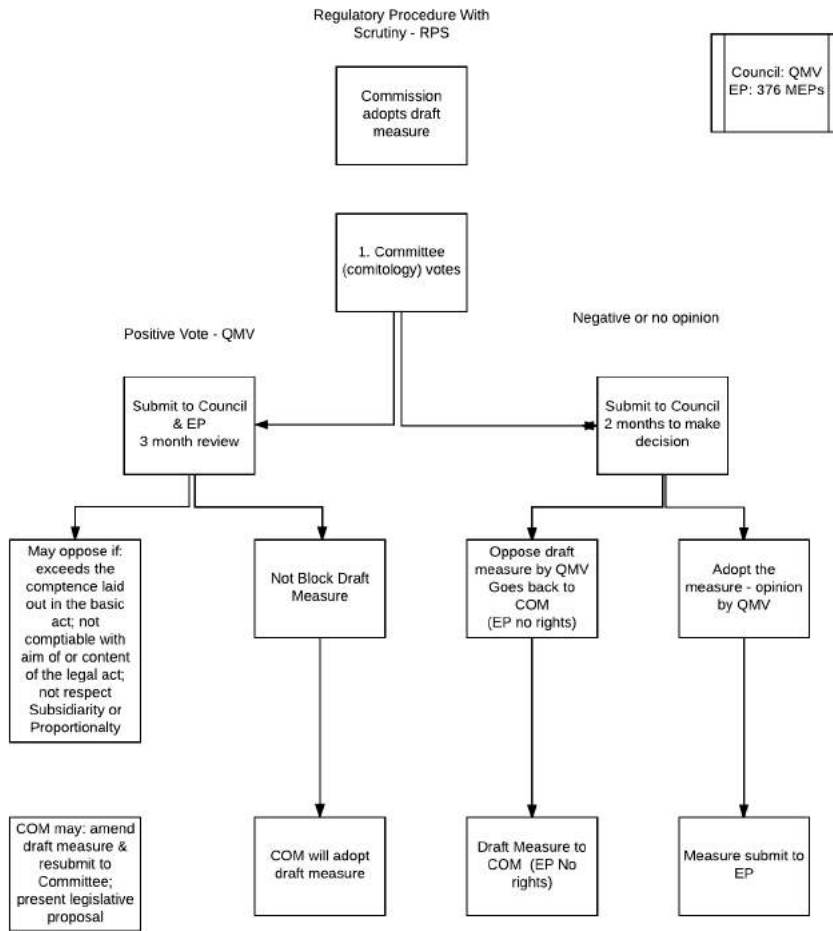 Regulatory Procedure With
Scrutiny - RPS
Council: QMV
EP: 376 MEPs
Commission
adopts draft
measure
1. Committee
(comitology) votes
Positive Vote - QMV
Negative or no opinion
Submit to Council
& EP
3 month review
Submit to Council
2 months to make
decision
May oppose if:
exceeds the
comptence laid
out in the basic
act; not
comptiable with
aim of or content
of the legal act;
not respect
Subsidiarity or
Proportionalty
Not Block Draft
Measure
Oppose draft
measure by QMV
Goes back to
COM
(EP no rights)
Adopt the
measure - opinion
by QMV
COM may: amend
draft measure &
resubmit to
Committee;
present legislative
proposal
COM will adopt
draft measure
Draft Measure to
COM (EP No
rights)
Measure submit to
EP